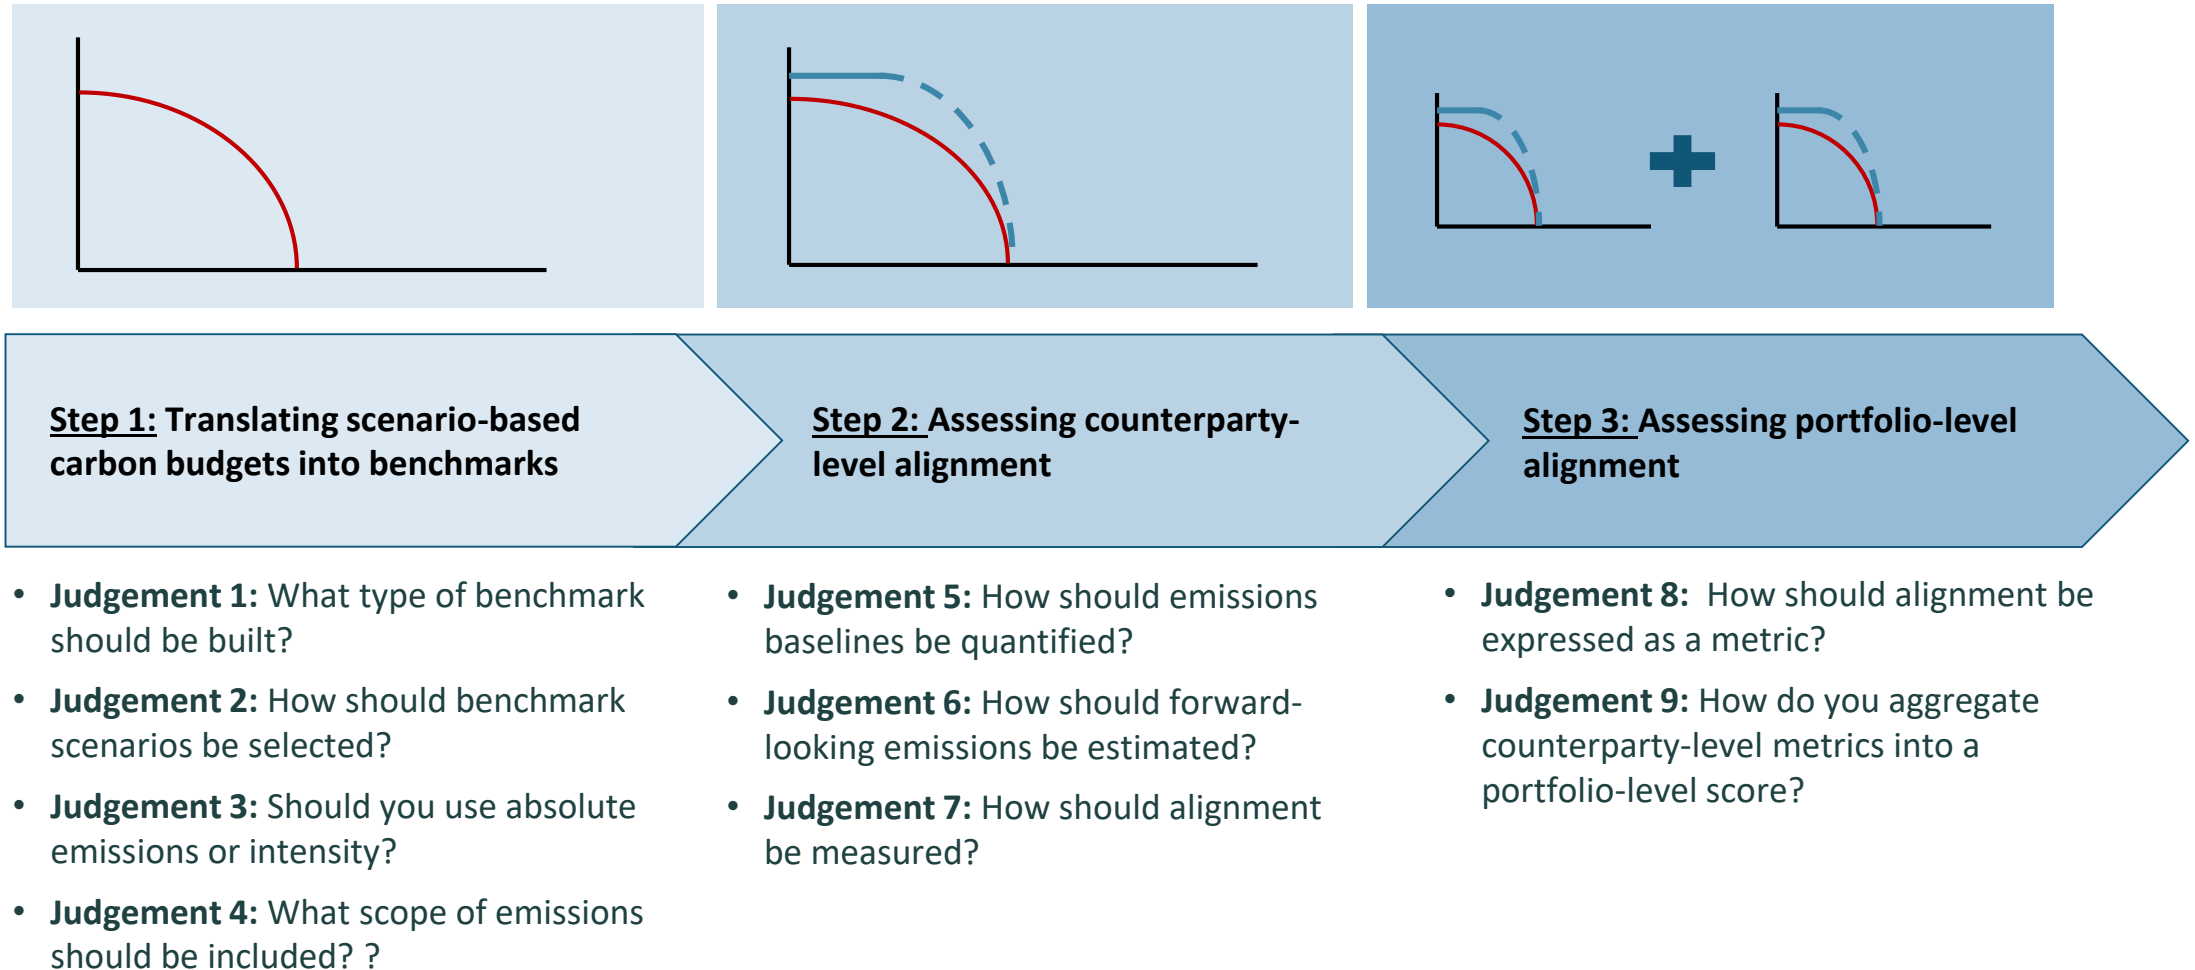 Step 1: Translating scenario-based
carbon budgets into benchmarks
Step 2: Assessing counterparty-
level alignment
Step 3: Assessing portfolio-level
alignment
• Judgement 1: What type of benchmark
should be built?
• Judgement 2: How should benchmark
scenarios be selected?
• Judgement 3: Should you use absolute
emissions or intensity?
• Judgement 4: What scope of emissions
should be included? ?
• Judgement 5: How should emissions
baselines be quantified?
• Judgement 6: How should forward-
looking emissions be estimated?
• Judgement 7: How should alignment
be measured?
• Judgement 8:  How should alignment be
expressed as a metric?
• Judgement 9: How do you aggregate
counterparty-level metrics into a
portfolio-level score?